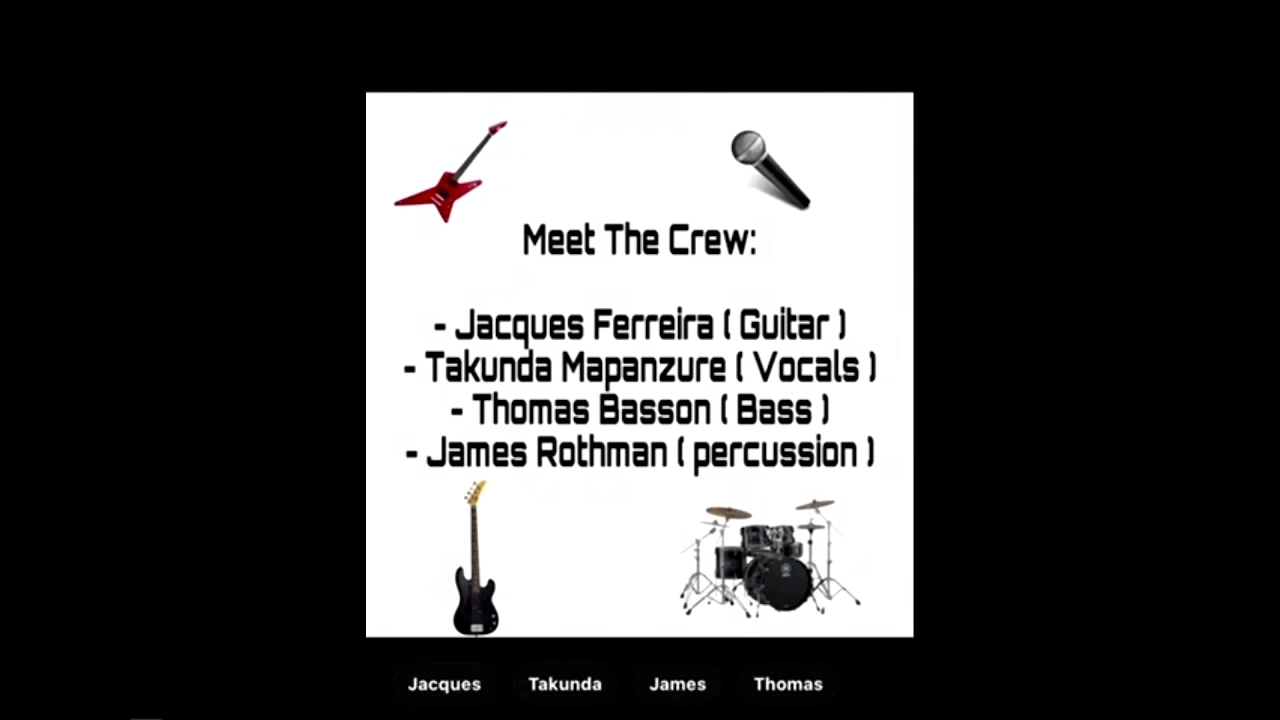 Meet The Crew:
- Jacques Ferreira ( Guitar )
- Takunda Mapanzure ( Vocals )
- Thomas Basson ( Bass )
- James Rothman ( percussion )
Jacques Takunda James Thomas